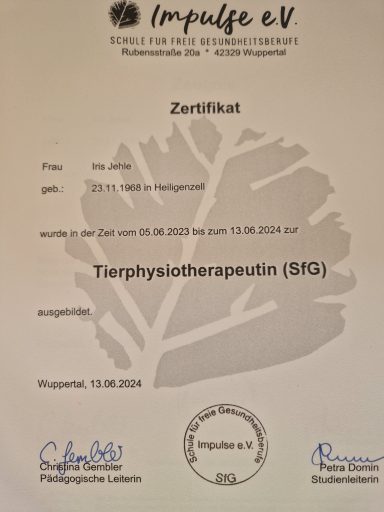 Impulse e.V.
SCHULE FÜR FREIE GESUNDHEITSBERUFE
Rubensstraße 20a * 42329 Wuppertal
Zertifikat
Frau Iris Jehle
geb.: 23.11.1968 in Heiligenzell
wurde in der Zeit vom 05.06.2023 bis zum 13.06.2024 zur
Tierphysiotherapeutin (SfG)
ausgebildet.
Wuppertal, 13.06.2024
Schule für freie Gesundheitsberufe
Impulse e.V.
SfG
C. Gembler
Christina Gembler
Pädagogische Leiterin
Petra Domin
Studienleiterin